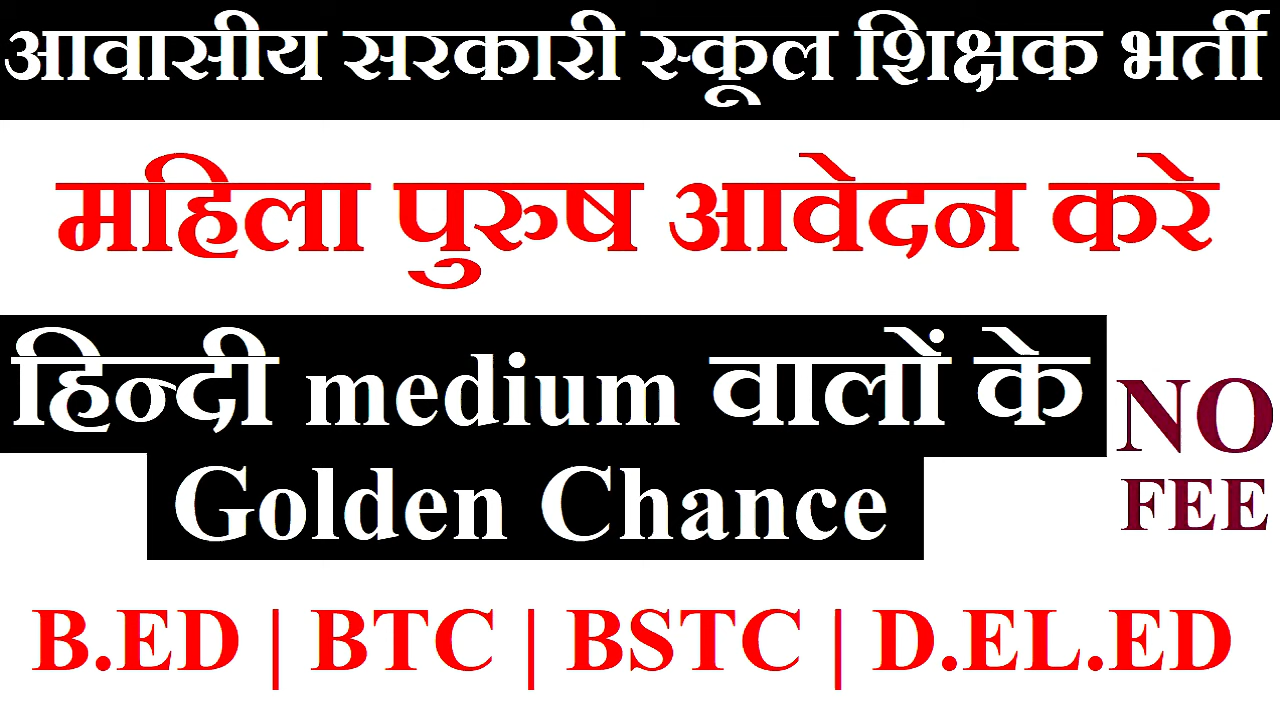 आवासीय सरकारी स्कूल शिक्षक भर्ती
महिला पुरुष आवेदन करे
हिन्दी medium वालों के
Golden Chance
NO
FEE
B.ED | BTC | BSTC | D.EL.ED